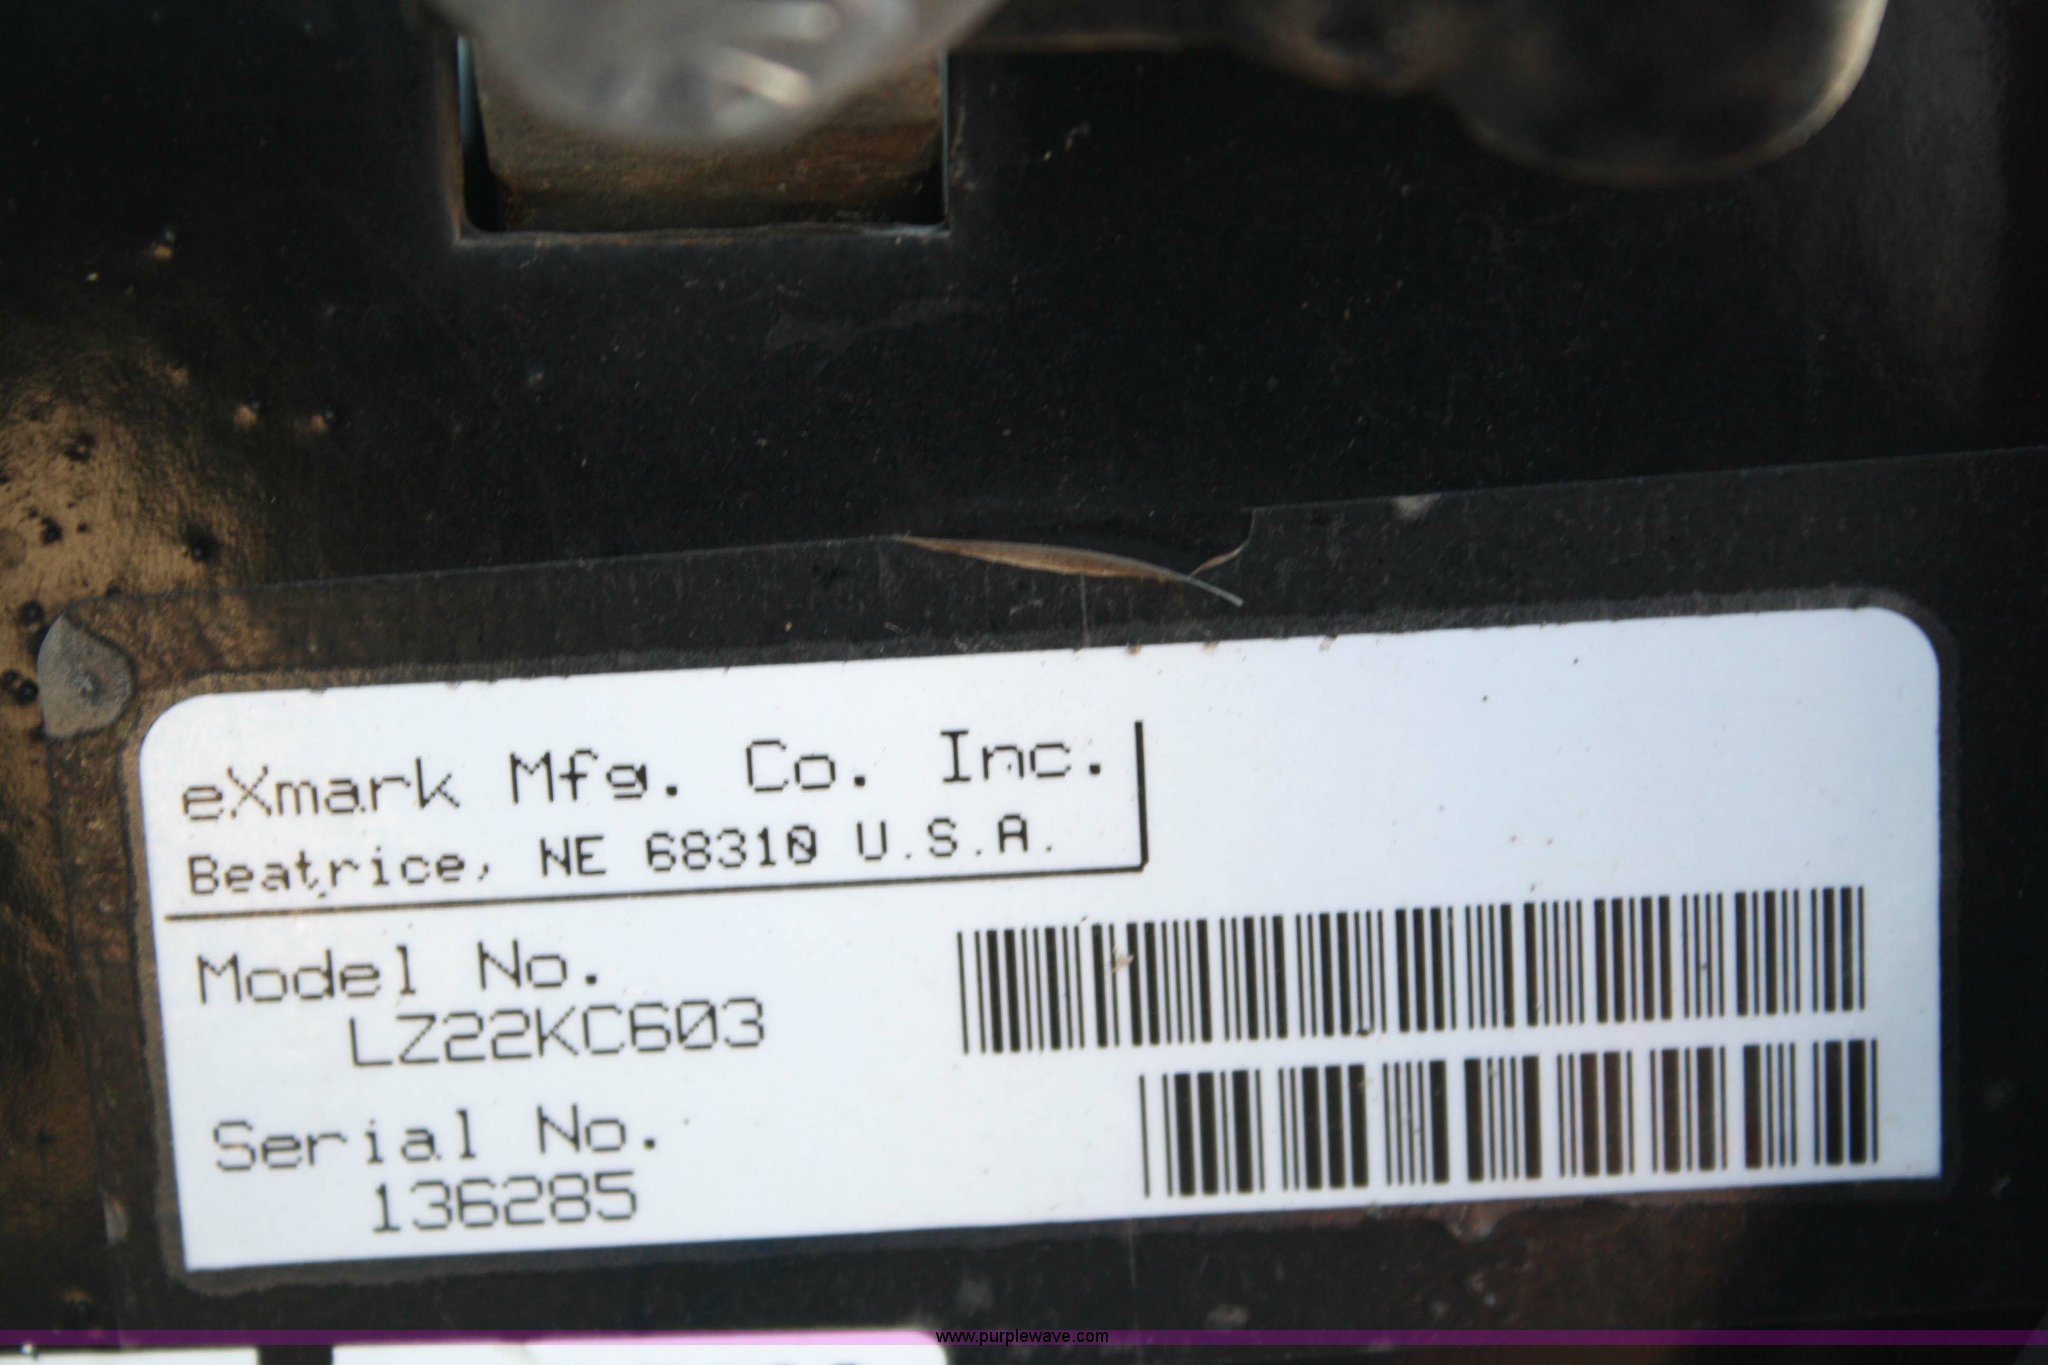 eXmark Mfg. Co. Inc.
Beatrice, NE 68310 U.S.A.
Model No.
LZ22KC603
Serial No.
136285
www.purplewave.com